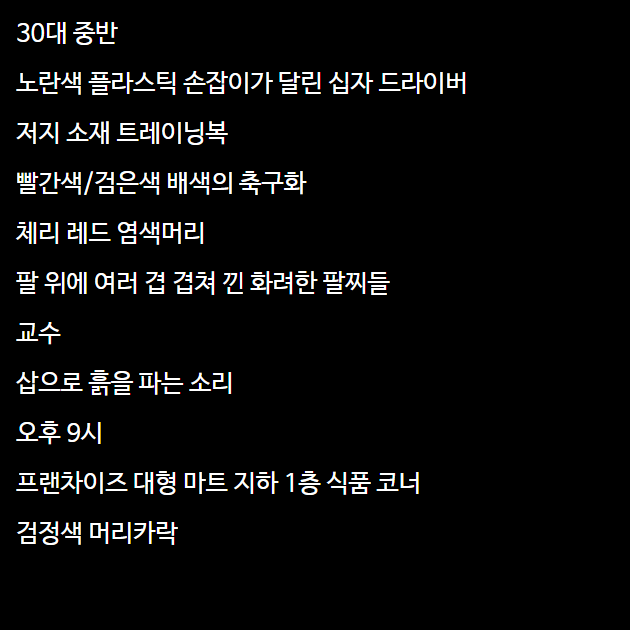 30대 중반
노란색 플라스틱 손잡이가 달린 십자 드라이버
저지 소재 트레이닝복
빨간색/검은색 배색의 축구화
체리 레드 염색머리
팔 위에 여러 겹 겹쳐 낀 화려한 팔찌들
교수
삽으로 흙을 파는 소리
오후 9시
프랜차이즈 대형 마트 지하 1층 식품 코너
검정색 머리카락